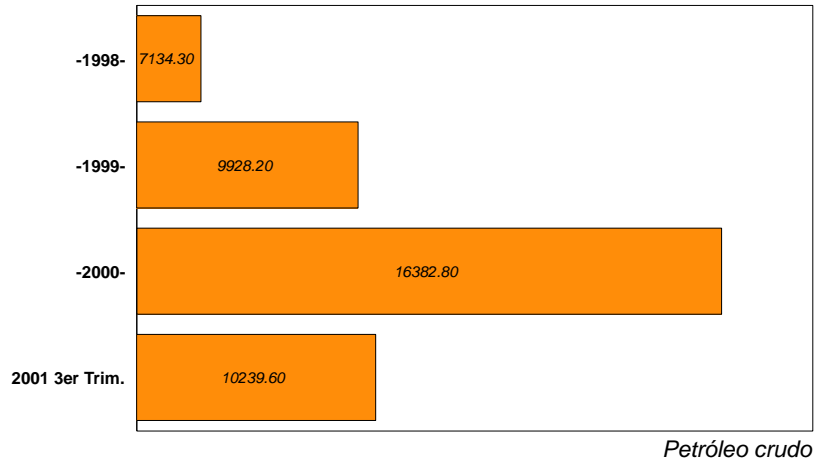 -1998- 7134.30
-1999- 9928.20
-2000- 16382.80
2001 3er Trim. 10239.60
Petróleo crudo